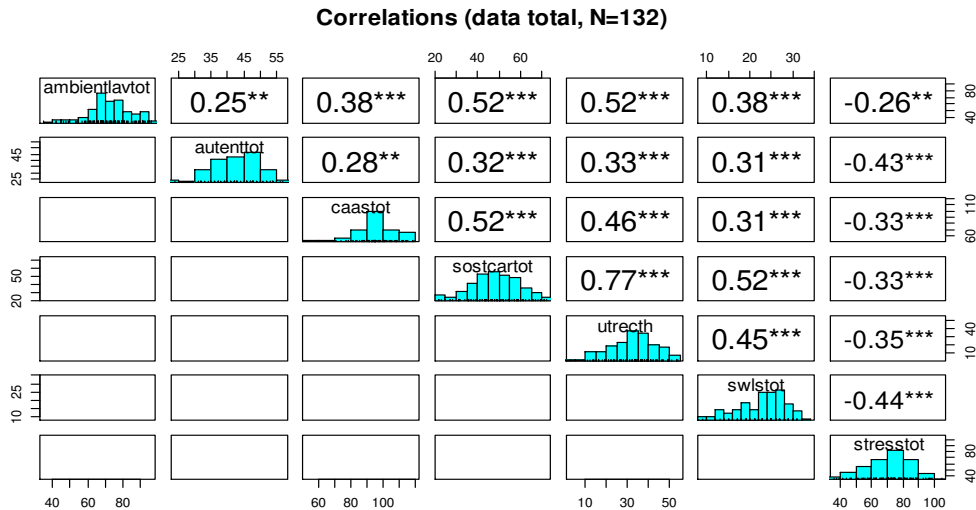 Correlations (data total, N=132)
25 35 45 55
20 40 60
10 20 30
ambientlavtot 0.25** 0.38*** 0.52*** 0.52*** 0.38*** -0.26** 40 80
25 45 autenttot 0.28** 0.32*** 0.33*** 0.31*** -0.43***
caastot 0.52*** 0.46*** 0.31*** -0.33*** 60 110
20 50 sostcartot 0.77*** 0.52*** -0.33***
utrecth 0.45*** -0.35*** 10 40
10 25 swlstot -0.44***
stresstot 40 80
40 60 80
60 80 100
10 30 50
40 60 80 100